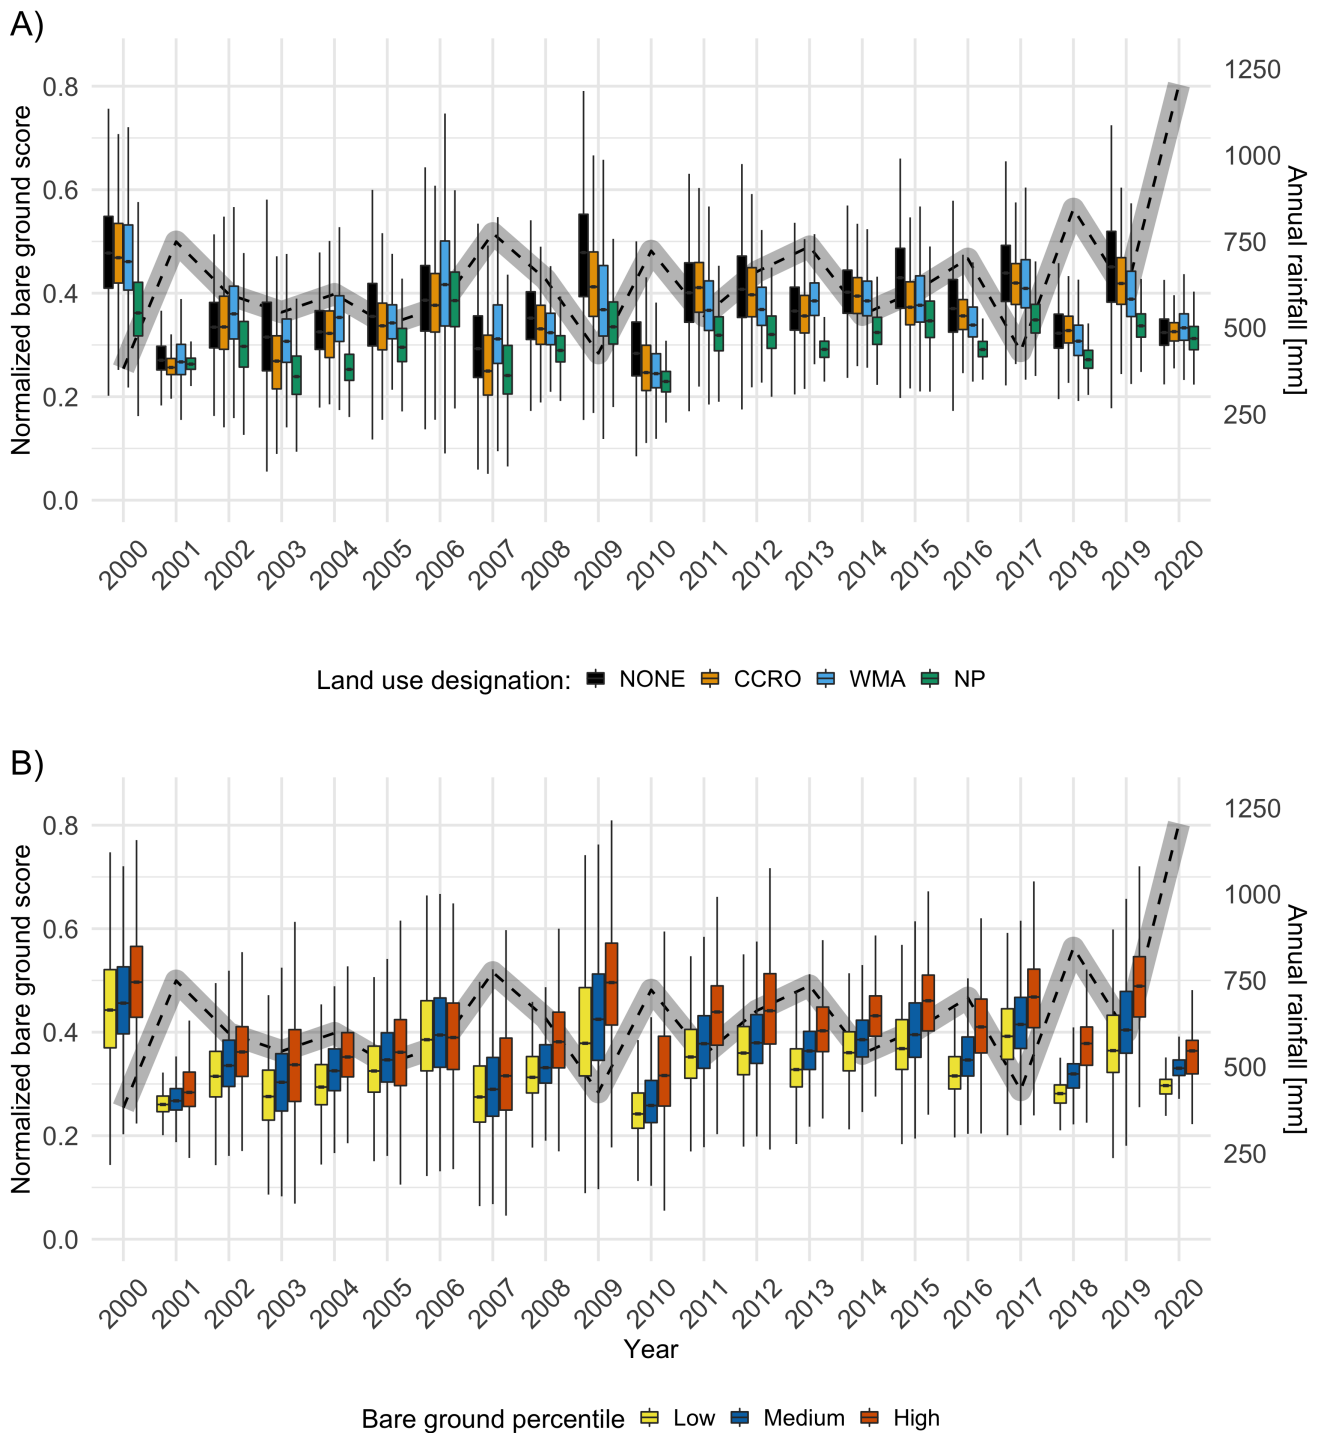 A)
Normalized bare ground score
0.8
0.6
0.4
0.2
0.0
1250
1000
750
500
250
Annual rainfall [mm]
2000 2001 2002 2003 2004 2005 2006 2007 2008 2009 2010 2011 2012 2013 2014 2015 2016 2017 2018 2019 2020
Land use designation: NONE CCRO WMA NP
B)
Normalized bare ground score
0.8
0.6
0.4
0.2
0.0
1250
1000
750
500
250
Annual rainfall [mm]
2000 2001 2002 2003 2004 2005 2006 2007 2008 2009 2010 2011 2012 2013 2014 2015 2016 2017 2018 2019 2020
Year
Bare ground percentile Low Medium High